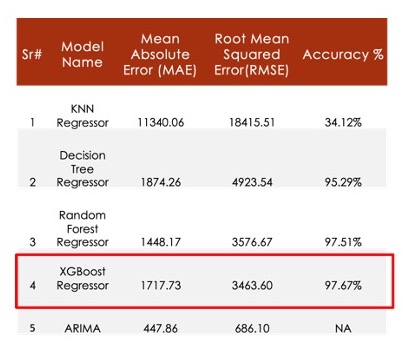 Sr# Model Name Mean Absolute Error (MAE) Root Mean Squared Error(RMSE) Accuracy %
1 KNN Regressor 11340.06 18415.51 34.12%
2 Decision Tree Regressor 1874.26 4923.54 95.29%
3 Random Forest Regressor 1448.17 3576.67 97.51%
4 XGBoost Regressor 1717.73 3463.60 97.67%
5 ARIMA 447.86 686.10 NA